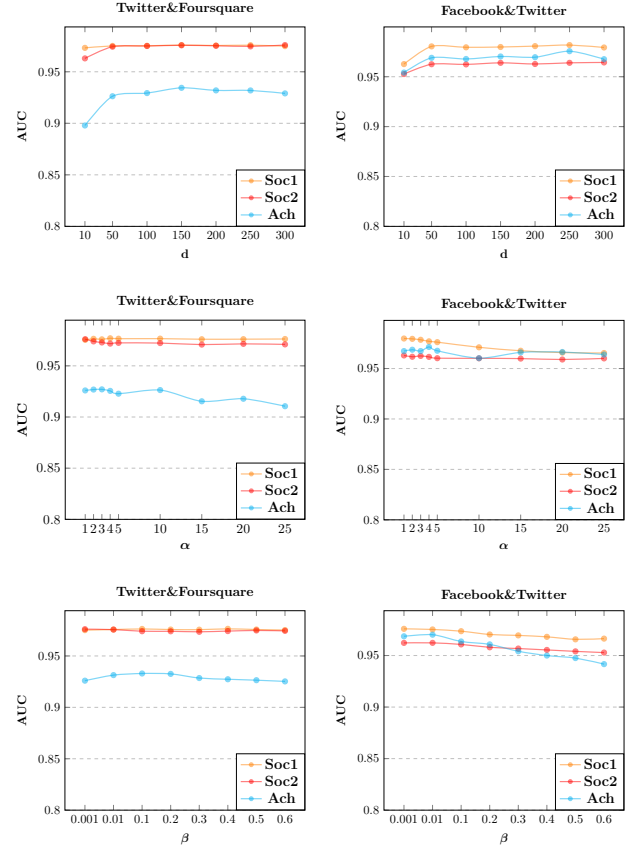 Twitter&Foursquare
0.95
0.9
0.85
0.8
AUC
Soc1
Soc2
Ach
10 50 100 150 200 250 300
d
Facebook&Twitter
0.95
0.9
0.85
0.8
AUC
Soc1
Soc2
Ach
10 50 100 150 200 250 300
d
Twitter&Foursquare
0.95
0.9
0.85
0.8
AUC
Soc1
Soc2
Ach
1 2 3 4 5 10 15 20 25
α
Facebook&Twitter
0.95
0.9
0.85
0.8
AUC
Soc1
Soc2
Ach
1 2 3 4 5 10 15 20 25
α
Twitter&Foursquare
0.95
0.9
0.85
0.8
AUC
Soc1
Soc2
Ach
0.001 0.01 0.1 0.2 0.3 0.4 0.5 0.6
β
Facebook&Twitter
0.95
0.9
0.85
0.8
AUC
Soc1
Soc2
Ach
0.001 0.01 0.1 0.2 0.3 0.4 0.5 0.6
β